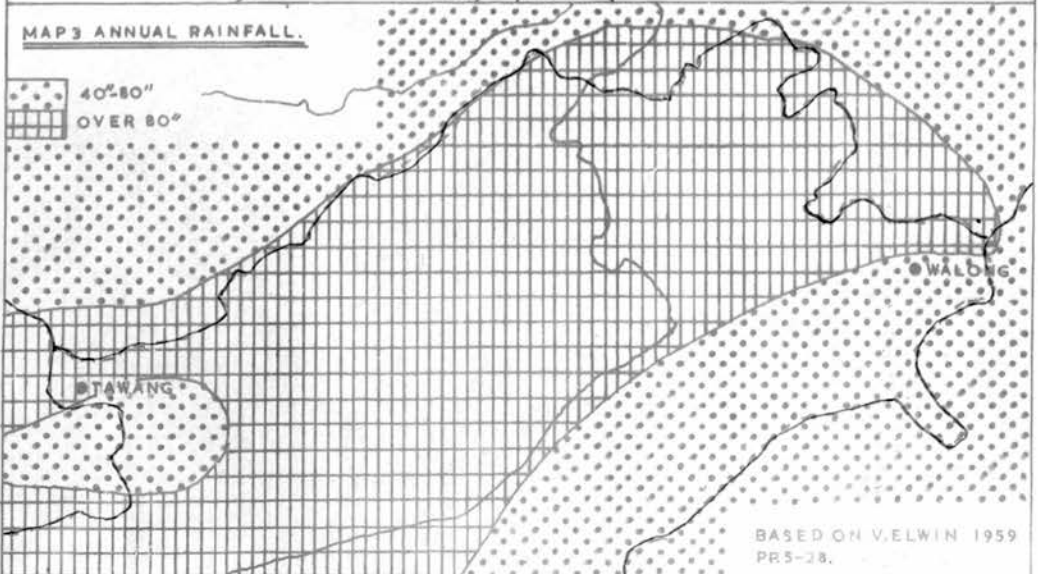 MAP 3 ANNUAL RAINFALL.
40"-80"
OVER 80"
WALONG
TAWANG
BASED ON V. ELWIN 1959
PP.5-28.